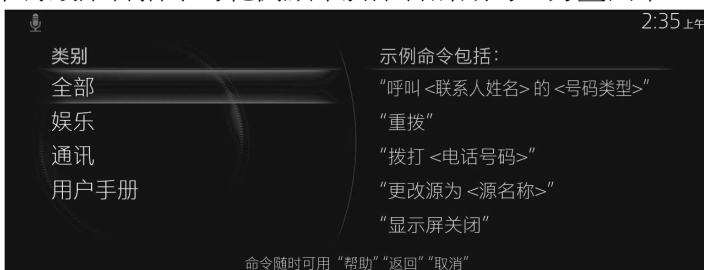 2:35 上午
类别
全部
娱乐
通讯
用户手册
示例命令包括：
“呼叫 <联系人姓名> 的 <号码类型>”
“重拨”
“拨打 <电话号码>”
“更改源为 <源名称>”
“显示屏关闭”
命令随时可用 “帮助” “返回” “取消”